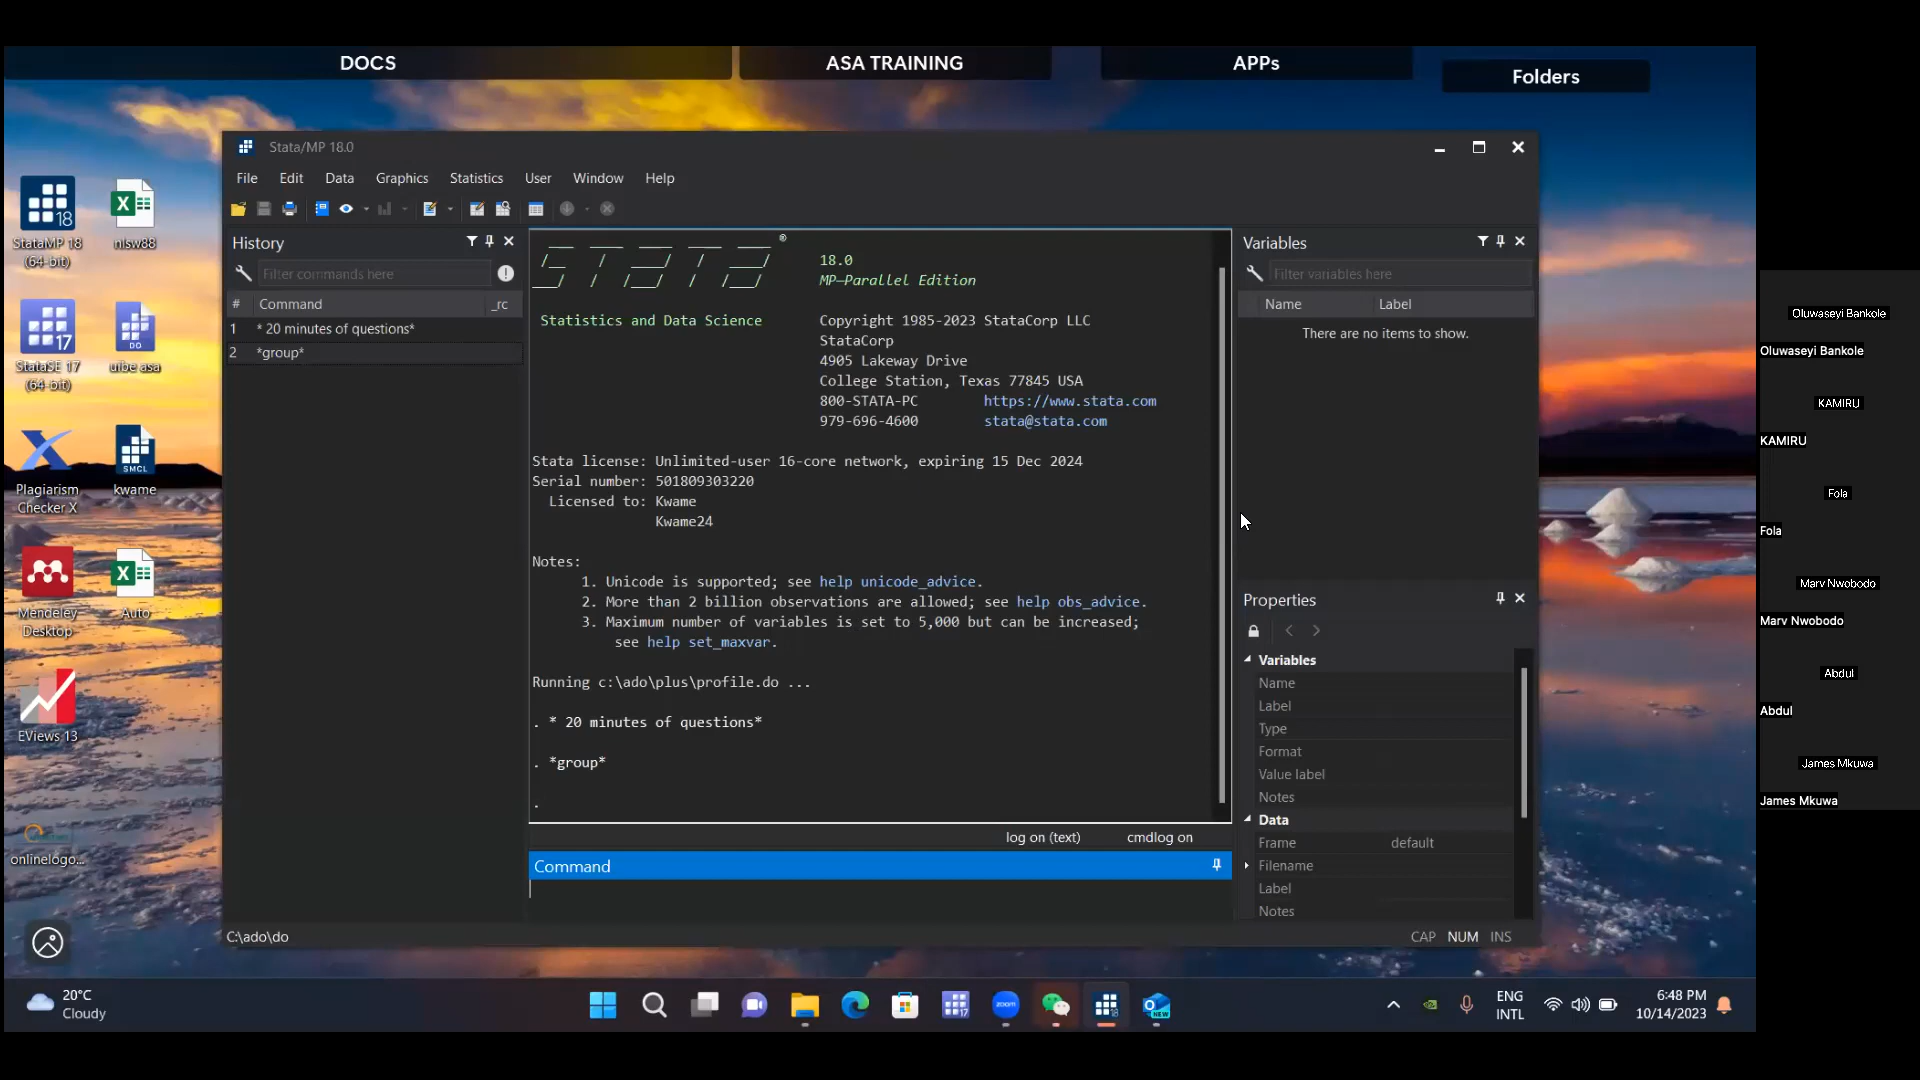 DOCS
ASA TRAINING
APPs
Folders
Stata/MP 18.0
File Edit Data Graphics Statistics User Window Help
StataMP 18
(64-bit)
nlsw88
StataSE 17
(64-bit)
uibe asa
Plagiarism
Checker X
kwame
Mendeley
Desktop
Auto
EViews 13
onlinelogo...
History
Filter commands here
# Command _rc
1 * 20 minutes of questions*
2 *group*
18.0
MP—Parallel Edition
Statistics and Data Science
Copyright 1985-2023 StataCorp LLC
StataCorp
4905 Lakeway Drive
College Station, Texas 77845 USA
800-STATA-PC https://www.stata.com
979-696-4600 stata@stata.com
Stata license: Unlimited-user 16-core network, expiring 15 Dec 2024
Serial number: 501809303220
Licensed to: Kwame
Kwame24
Notes:
1. Unicode is supported; see help unicode_advice.
2. More than 2 billion observations are allowed; see help obs_advice.
3. Maximum number of variables is set to 5,000 but can be increased;
see help set_maxvar.
Running c:\ado\plus\profile.do ...
. * 20 minutes of questions*
. *group*
.
log on (text) cmdlog on
Command
Variables
Filter variables here
Name Label
There are no items to show.
Properties
Variables
Name
Label
Type
Format
Value label
Notes
Data
Frame default
Filename
Label
Notes
C:\ado\do
CAP NUM INS
Oluwaseyi Bankole
Oluwaseyi Bankole
KAMIRU
KAMIRU
Fola
Fola
Marv Nwobodo
Marv Nwobodo
Abdul
Abdul
James Mkuwa
James Mkuwa
20°C
Cloudy
ENG
INTL
6:48 PM
10/14/2023